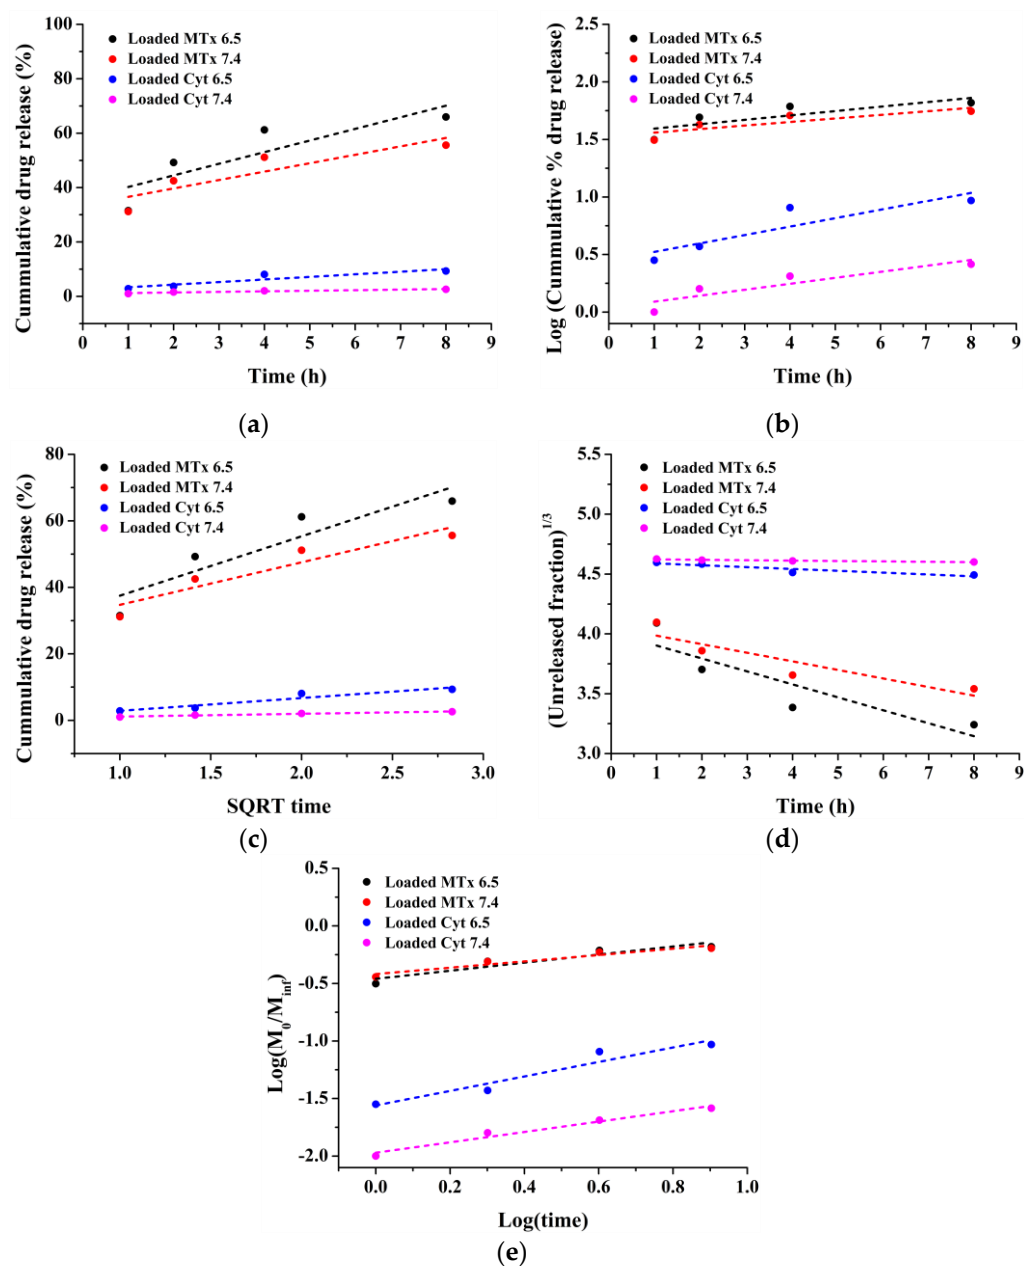 Loaded MTx 6.5
Loaded MTx 7.4
Loaded Cyt 6.5
Loaded Cyt 7.4
Cummulative drug release (%)
100
80
60
40
20
0
0 1 2 3 4 5 6 7 8 9
Time (h)
(a)
Loaded MTx 6.5
Loaded MTx 7.4
Loaded Cyt 6.5
Loaded Cyt 7.4
Log (Cummulative % drug release)
2.5
2.0
1.5
1.0
0.5
0.0
0 1 2 3 4 5 6 7 8 9
Time (h)
(b)
Loaded MTx 6.5
Loaded MTx 7.4
Loaded Cyt 6.5
Loaded Cyt 7.4
Cummulative drug release (%)
80
60
40
20
0
1.0 1.5 2.0 2.5 3.0
SQRT time
(c)
Loaded MTx 6.5
Loaded MTx 7.4
Loaded Cyt 6.5
Loaded Cyt 7.4
(Unreleased fraction)^1/3
5.5
5.0
4.5
4.0
3.5
3.0
0 1 2 3 4 5 6 7 8 9
Time (h)
(d)
Loaded MTx 6.5
Loaded MTx 7.4
Loaded Cyt 6.5
Loaded Cyt 7.4
Log(M_0/M_inf)
0.5
0.0
-0.5
-1.0
-1.5
-2.0
0.0 0.2 0.4 0.6 0.8 1.0
Log(time)
(e)